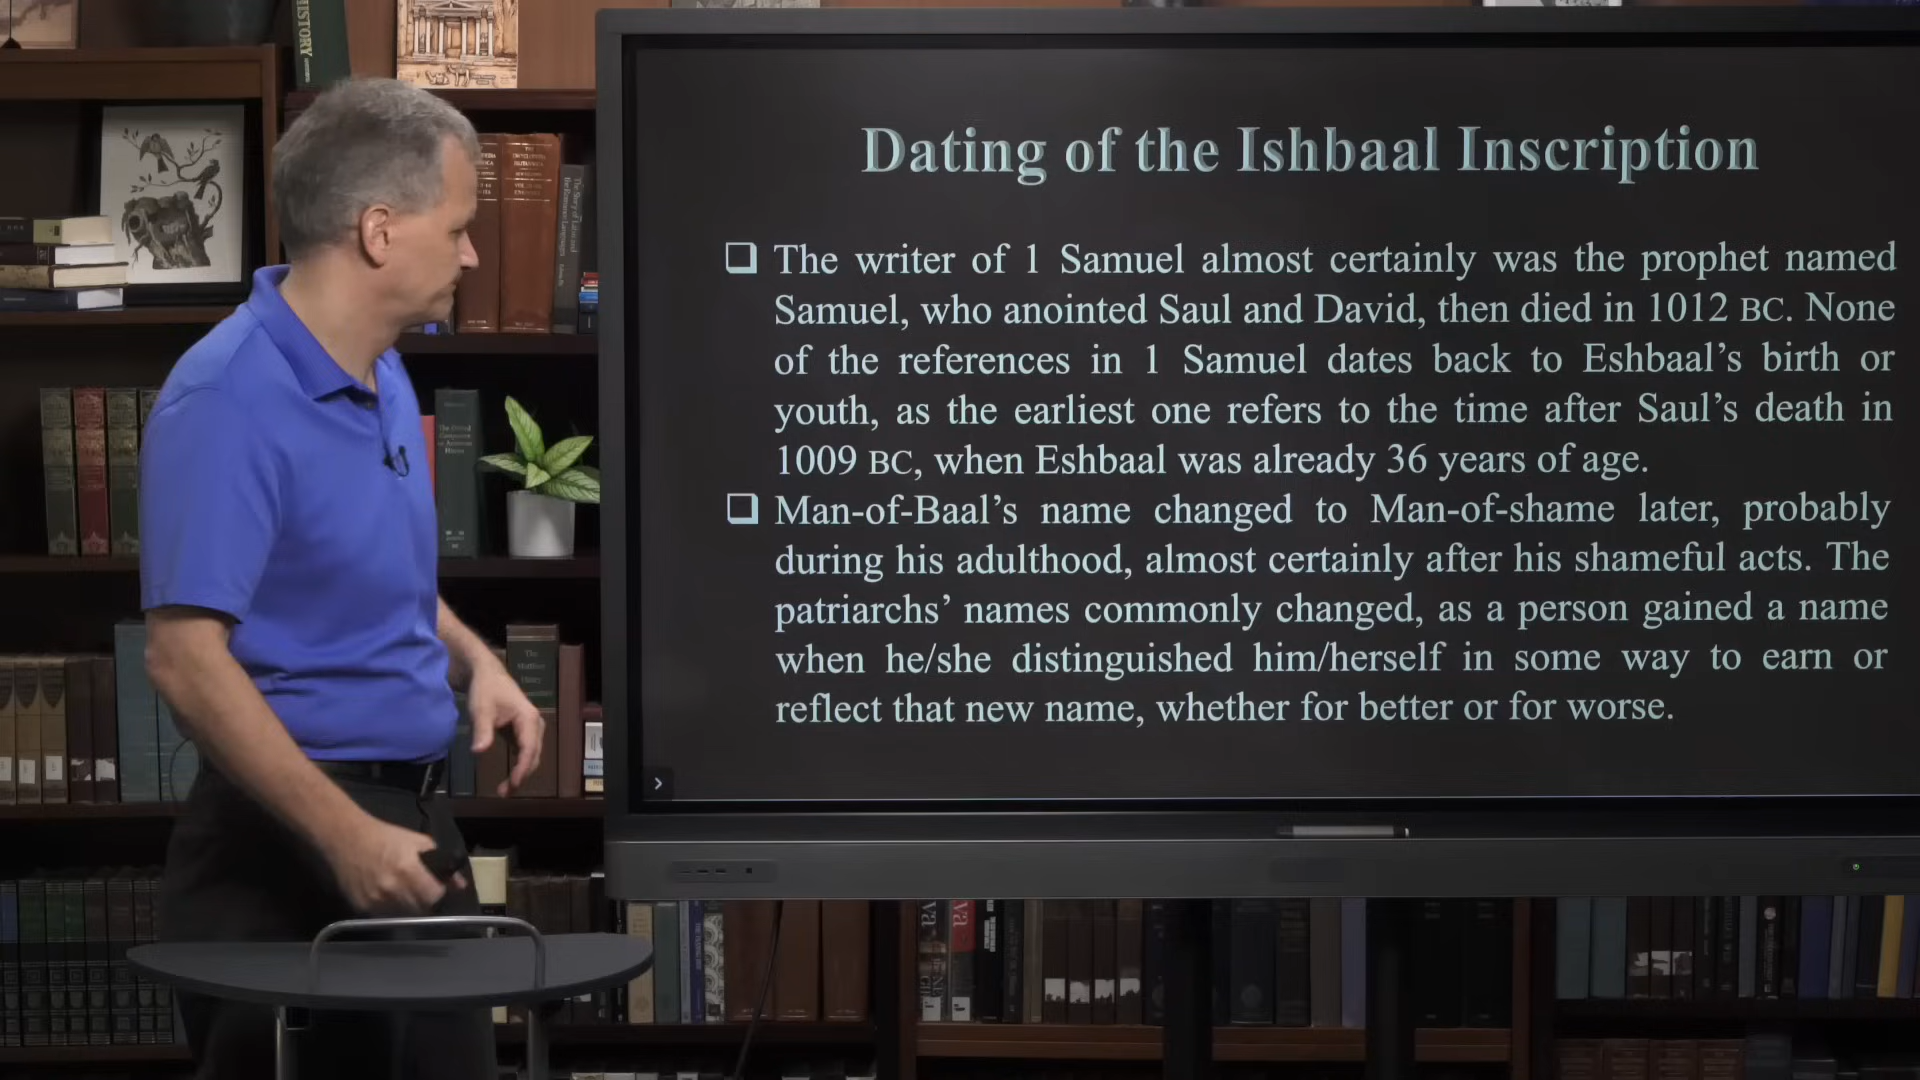 HISTORY
Dating of the Ishbaal Inscription
❑ The writer of 1 Samuel almost certainly was the prophet named
Samuel, who anointed Saul and David, then died in 1012 BC. None
of the references in 1 Samuel dates back to Eshbaal’s birth or
youth, as the earliest one refers to the time after Saul’s death in
1009 BC, when Eshbaal was already 36 years of age.
❑ Man-of-Baal’s name changed to Man-of-shame later, probably
during his adulthood, almost certainly after his shameful acts. The
patriarchs’ names commonly changed, as a person gained a name
when he/she distinguished him/herself in some way to earn or
reflect that new name, whether for better or for worse.